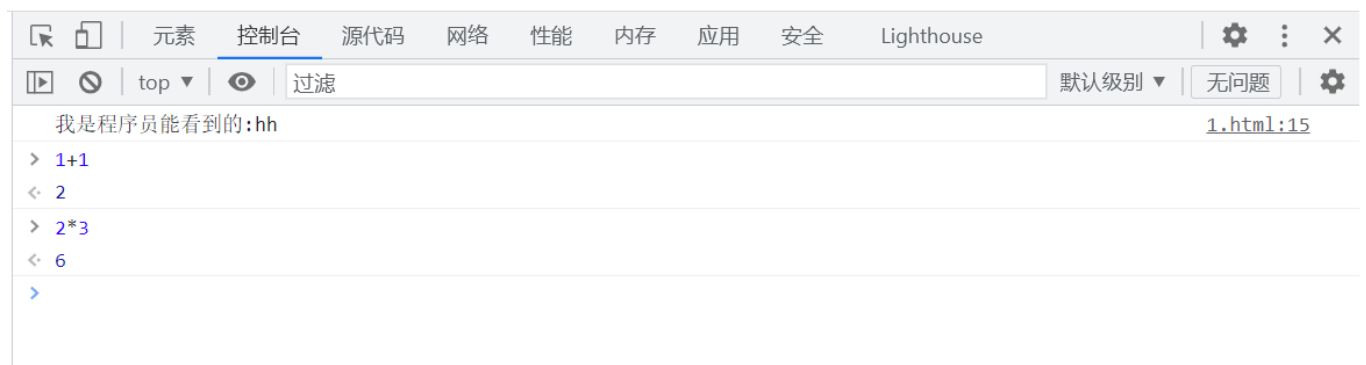 元素 控制台 源代码 网络 性能 内存 应用 安全 Lighthouse
top 过滤 默认级别 无问题
我是程序员能看到的:hh 1.html:15
> 1+1
2
> 2*3
6
>